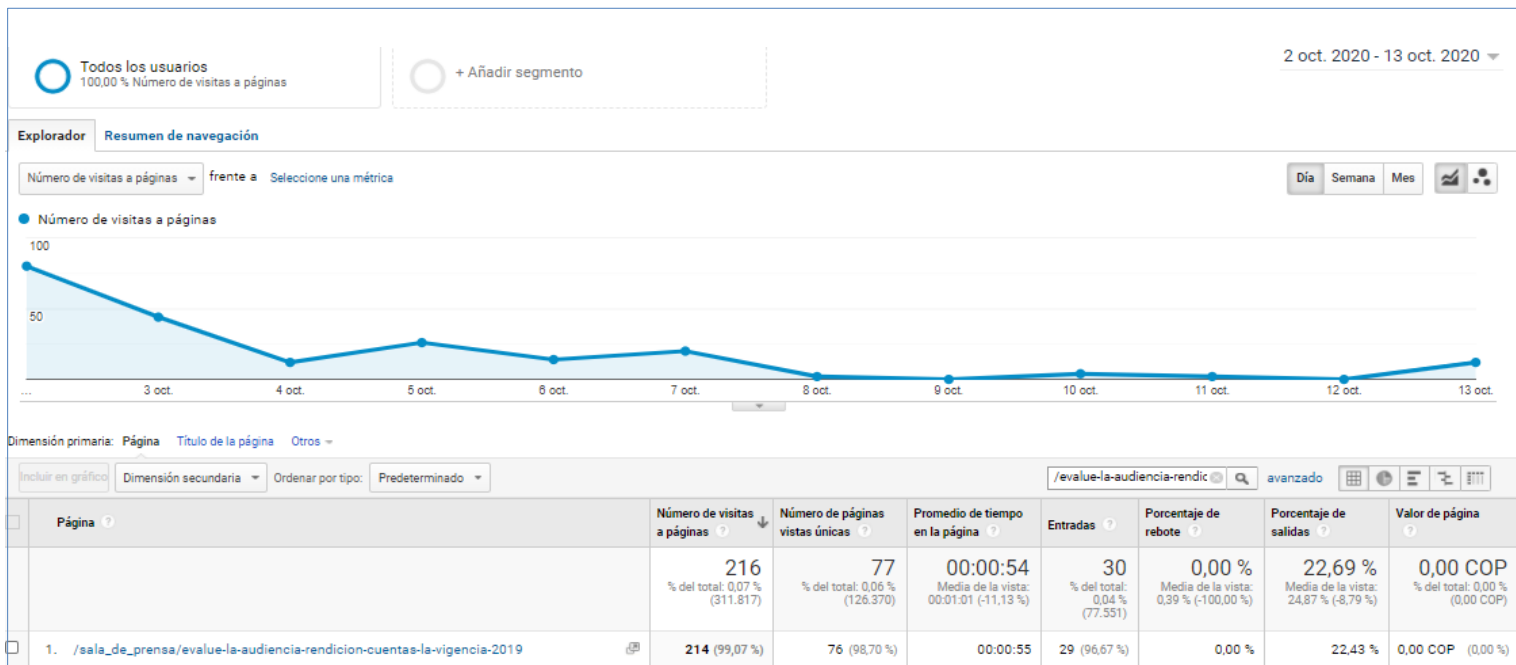 Todos los usuarios
100,00 % Número de visitas a páginas
+ Añadir segmento
2 oct. 2020 - 13 oct. 2020
Explorador Resumen de navegación
Número de visitas a páginas frente a Seleccione una métrica
Día Semana Mes
Número de visitas a páginas
100
50
... 3 oct. 4 oct. 5 oct. 6 oct. 7 oct. 8 oct. 9 oct. 10 oct. 11 oct. 12 oct. 13 oct.
Dimensión primaria: Página Título de la página Otros
Incluir en gráfico Dimensión secundaria Ordenar por tipo: Predeterminado /evalue-la-audiencia-rendic avanzado
Página ?
Número de visitas
a páginas ?
Número de páginas
vistas únicas ?
Promedio de tiempo
en la página ?
Entradas ?
Porcentaje de
rebote ?
Porcentaje de
salidas ?
Valor de página
?
216
% del total: 0,07 %
(311.817)
77
% del total: 0,06 %
(126.370)
00:00:54
Media de la vista:
00:01:01 (-11,13 %)
30
% del total:
0,04 %
(77.551)
0,00 %
Media de la vista:
0,39 % (-100,00 %)
22,69 %
Media de la vista:
24,87 % (-8,79 %)
0,00 COP
% del total: 0,00 %
(0,00 COP)
1. /sala_de_prensa/evalue-la-audiencia-rendicion-cuentas-la-vigencia-2019 214 (99,07 %) 76 (98,70 %) 00:00:55 29 (96,67 %) 0,00 % 22,43 % 0,00 COP (0,00 %)